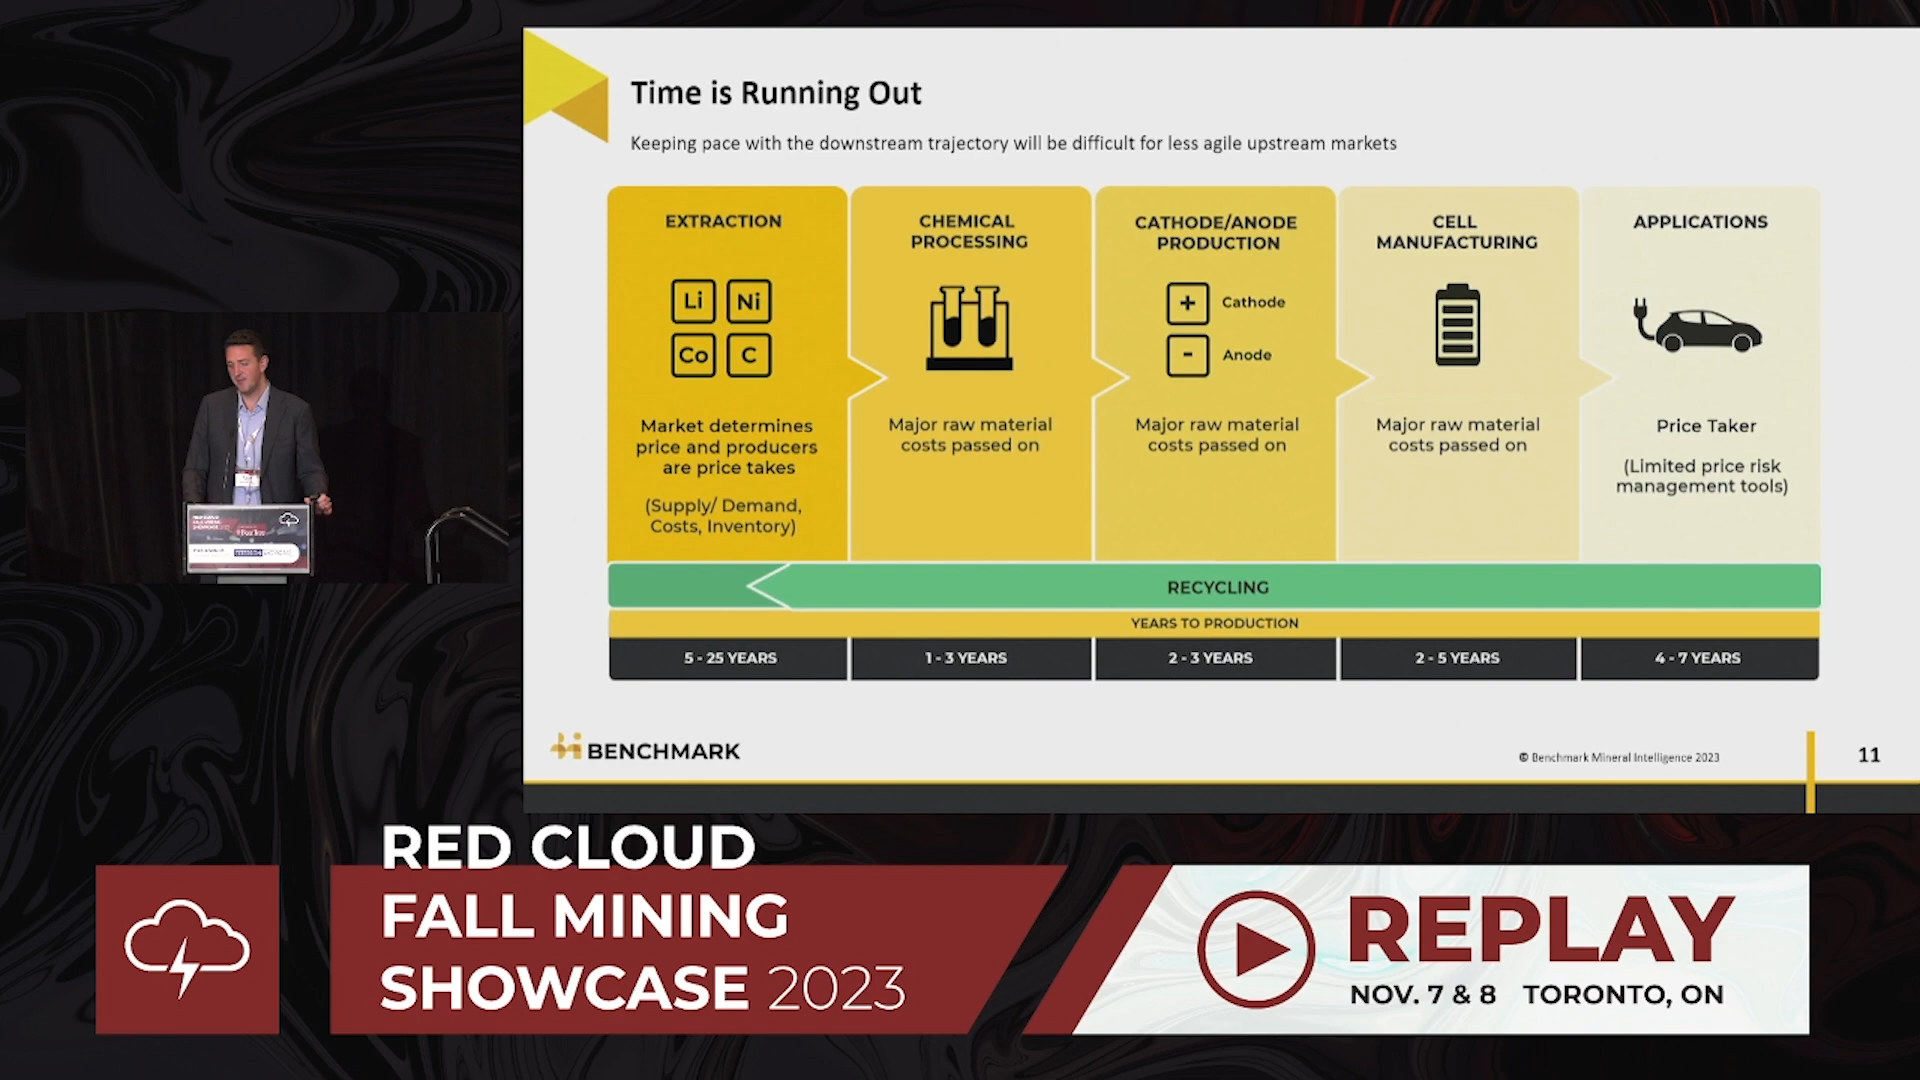 Time is Running Out
Keeping pace with the downstream trajectory will be difficult for less agile upstream markets
EXTRACTION
Li Ni
Co C
Market determines
price and producers
are price takes
(Supply/ Demand,
Costs, Inventory)
CHEMICAL
PROCESSING
Major raw material
costs passed on
CATHODE/ANODE
PRODUCTION
+ Cathode
- Anode
Major raw material
costs passed on
CELL
MANUFACTURING
Major raw material
costs passed on
APPLICATIONS
Price Taker
(Limited price risk
management tools)
RECYCLING
YEARS TO PRODUCTION
5 - 25 YEARS
1 - 3 YEARS
2 - 3 YEARS
2 - 5 YEARS
4 - 7 YEARS
BENCHMARK
© Benchmark Mineral Intelligence 2023
11
RED CLOUD
FALL MINING
SHOWCASE 2023
REPLAY
NOV. 7 & 8 TORONTO, ON